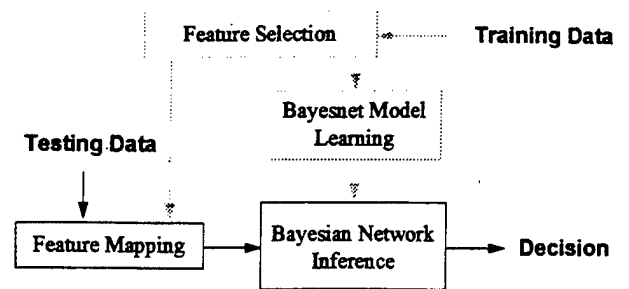 Feature Selection
Training Data
Bayesnet Model
Learning
Testing Data
Feature Mapping
Bayesian Network
Inference
Decision